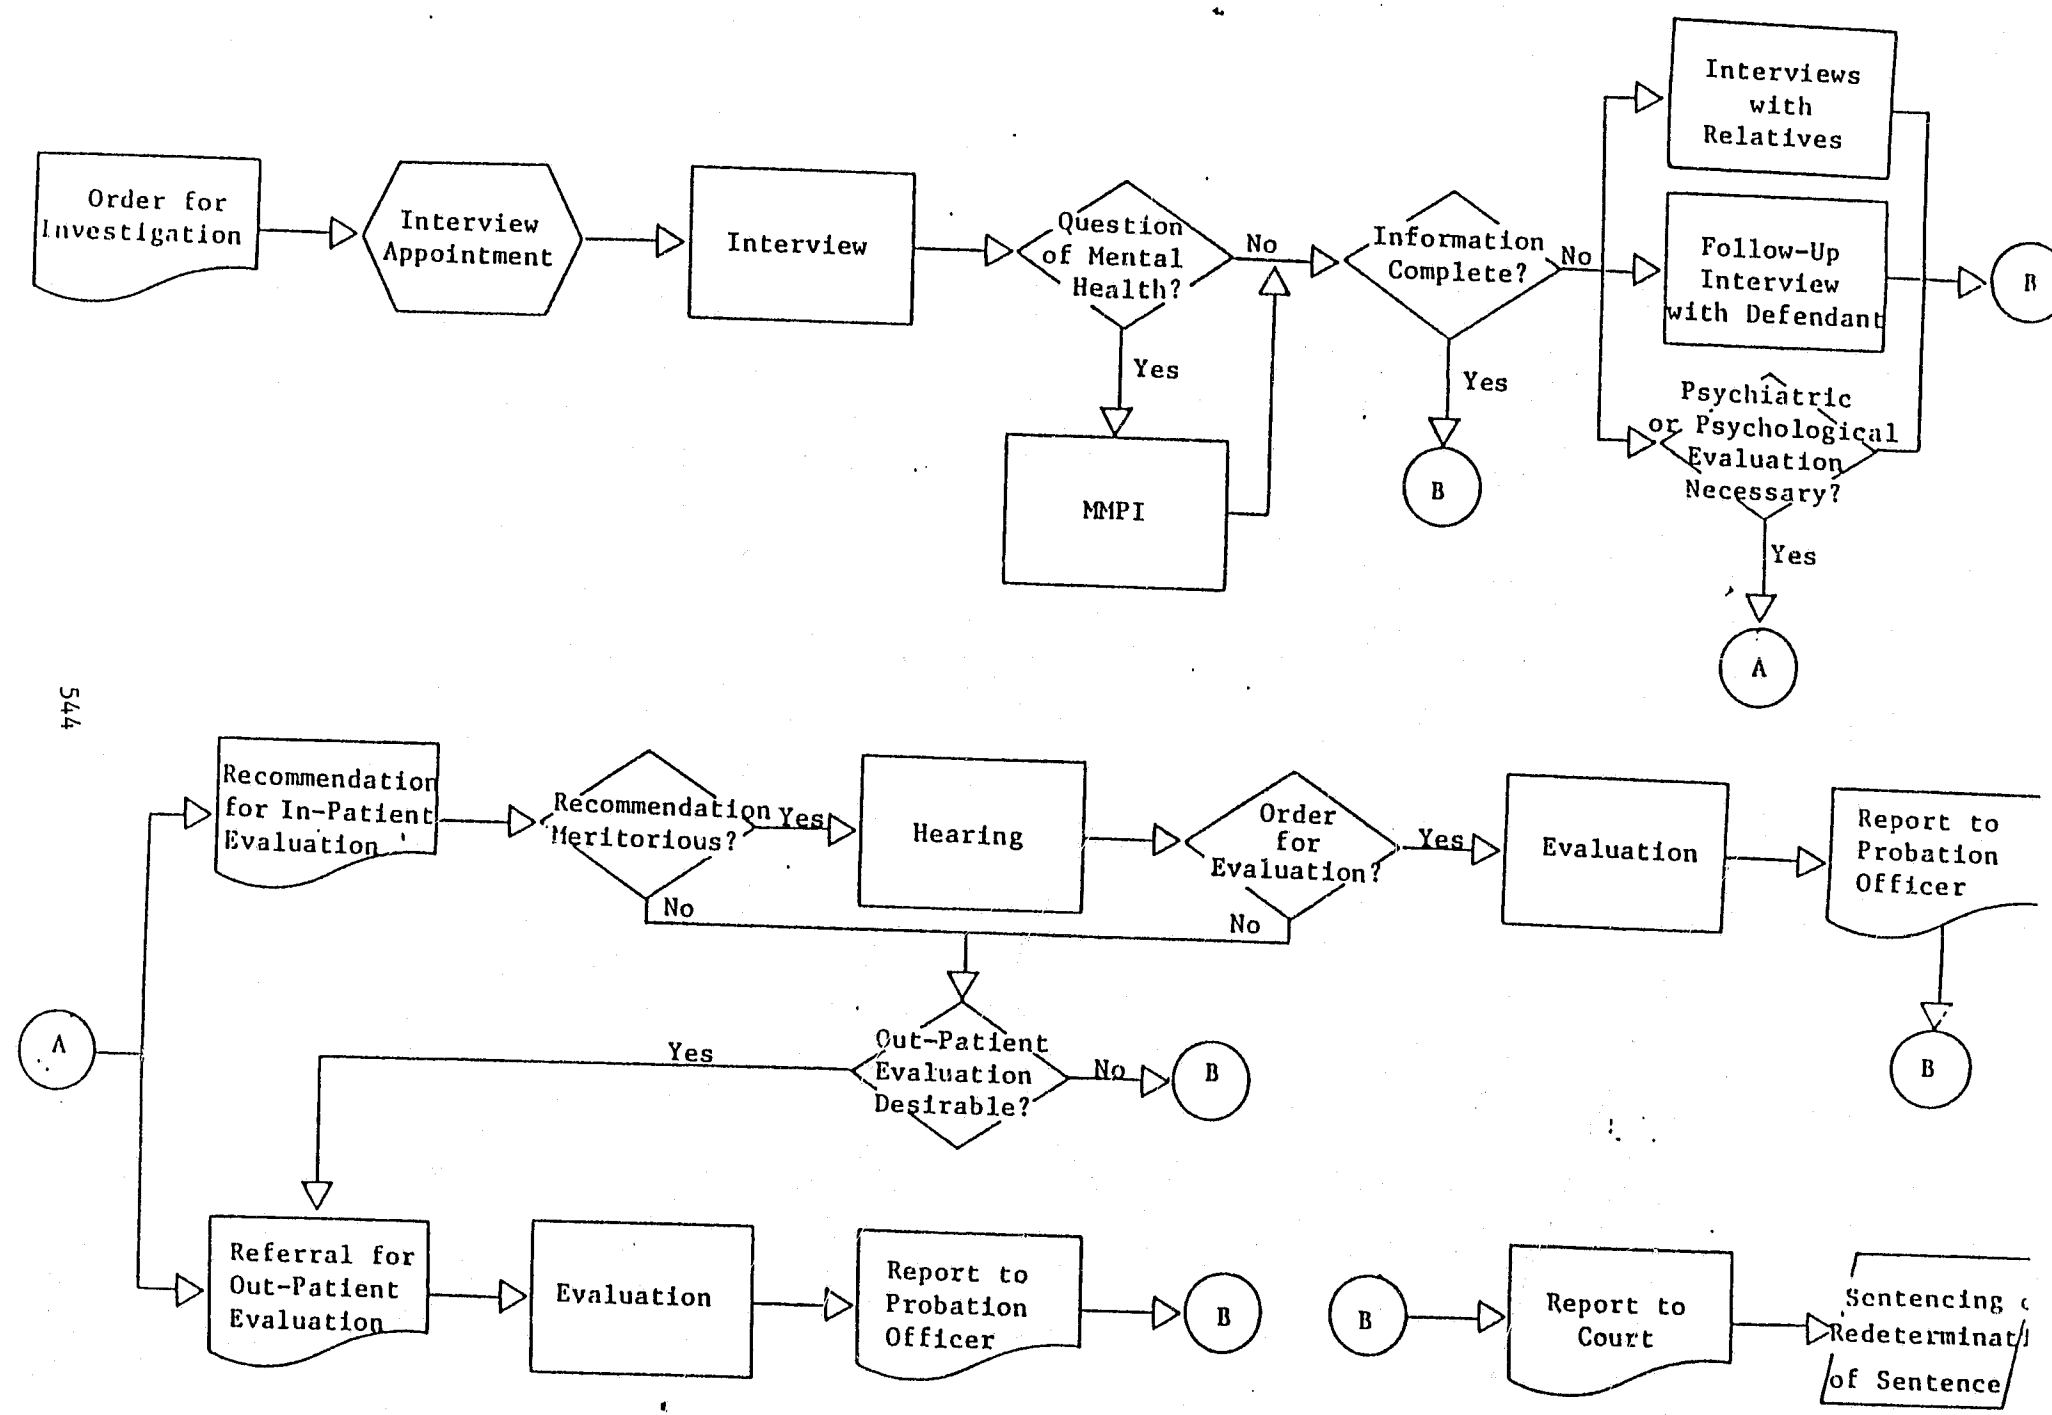 Order for
Investigation
Interview
Appointment
Interview
Question
of Mental
Health?
No
Yes
MMPI
Information
Complete?
No
Yes
B
Interviews
with
Relatives
Follow-Up
Interview
with Defendant
B
Psychiatric
or Psychological
Evaluation
Necessary?
Yes
A
544
A
Recommendation
for In-Patient
Evaluation
Recommendation
Meritorious?
Yes
No
Hearing
Order
for
Evaluation?
Yes
No
Evaluation
Report to
Probation
Officer
B
Out-Patient
Evaluation
Desirable?
Yes
No
B
Referral for
Out-Patient
Evaluation
Evaluation
Report to
Probation
Officer
B
B
Report to
Court
Sentencing
Redeterminati
of Sentence